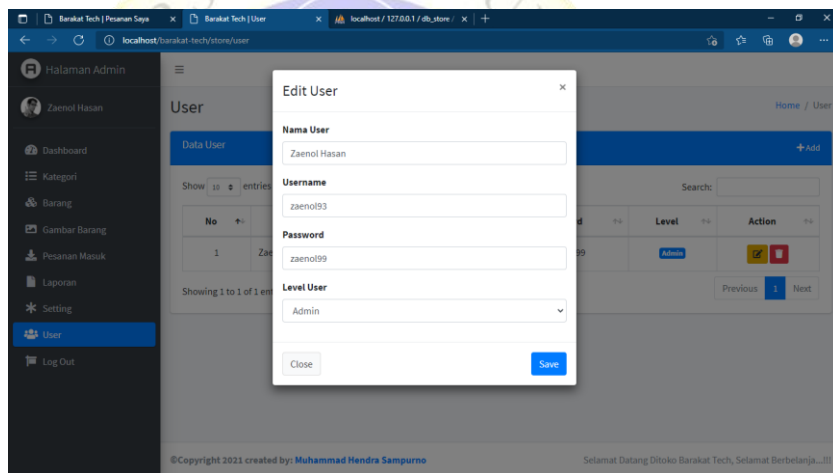 Barakat Tech | Pesanan Saya
Barakat Tech | User
localhost / 127.0.0.1 / db_store /
localhost/barakat-tech/store/user
Halaman Admin
Zaenol Hasan
Dashboard
Kategori
Barang
Gambar Barang
Pesanan Masuk
Laporan
Setting
User
Log Out
User
Home / User
Data User
Add
Show 10 entries
Search:
No
Level
Action
1
Zae
99
Admin
Showing 1 to 1 of 1 ent
Previous 1 Next
Edit User
×
Nama User
Zaenol Hasan
Username
zaenol93
Password
zaenol99
Level User
Admin
Close
Save
©Copyright 2021 created by: Muhammad Hendra Sampurno
Selamat Datang Ditoko Barakat Tech, Selamat Berbelanja...!!!